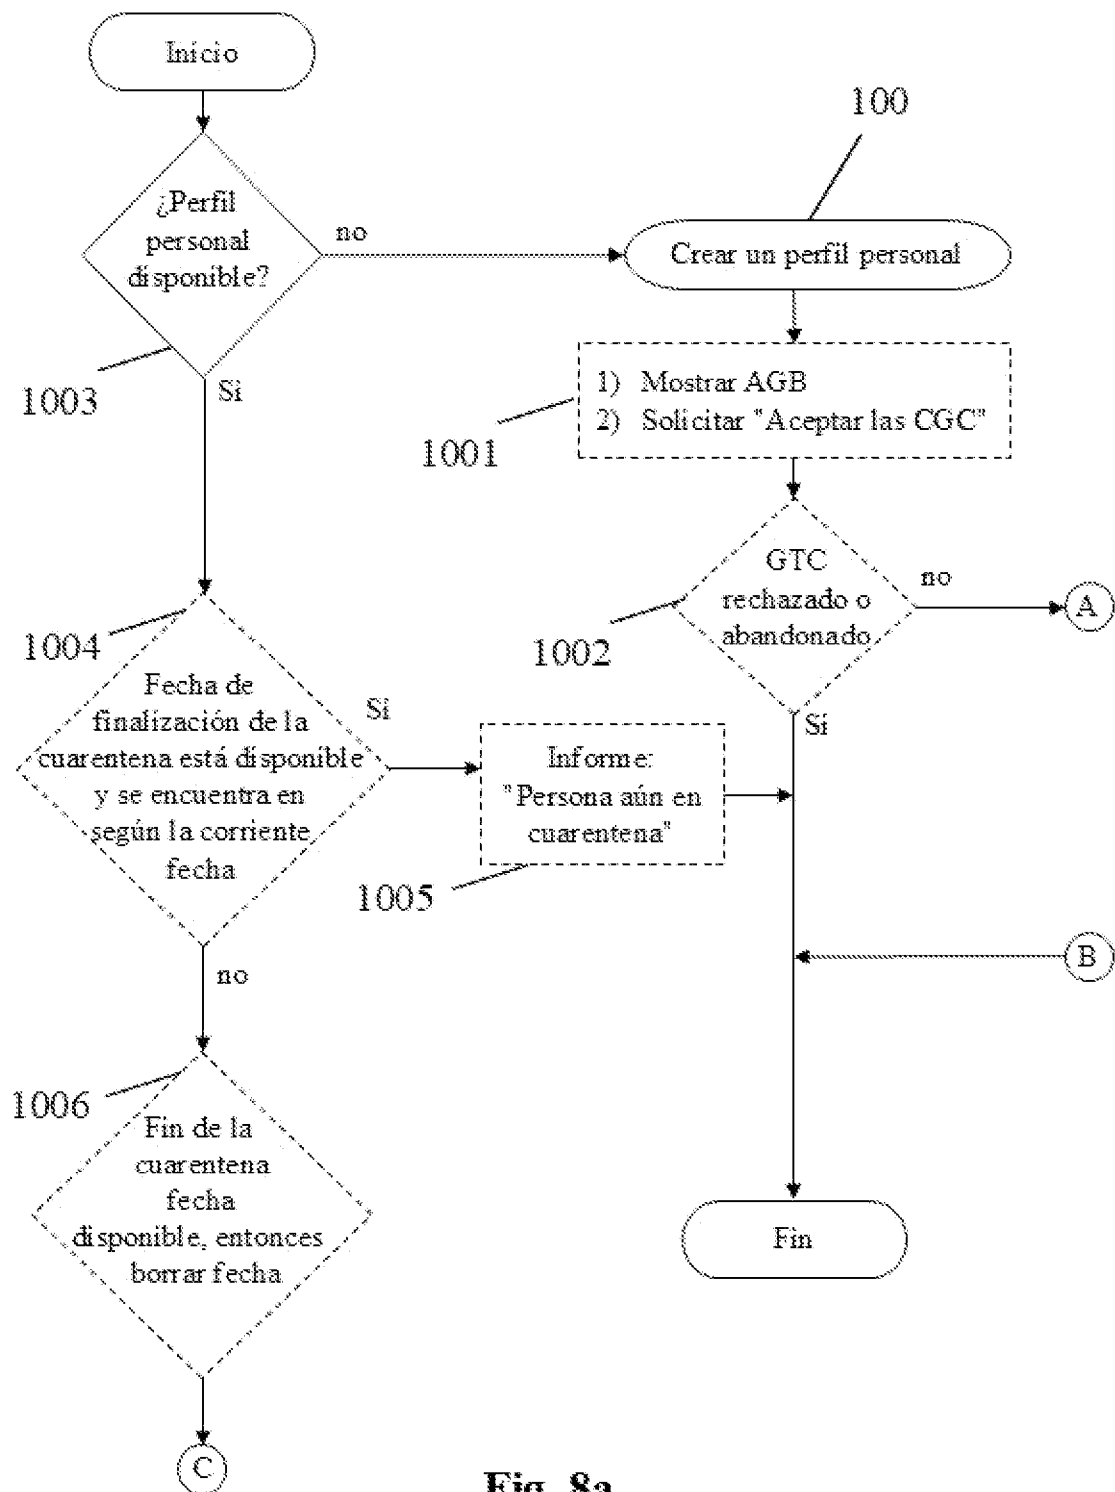 Inicio
100
¿Perfil
personal
disponible?
no
Crear un perfil personal
1003
Sí
1) Mostrar AGB
2) Solicitar "Aceptar las CGC"
1001
GTC
rechazado o
abandonado
no
A
1002
Sí
1004
Fecha de
finalización de la
cuarentena está disponible
y se encuentra en
según la corriente
fecha
Sí
Informe:
"Persona aún en
cuarentena"
1005
no
B
1006
Fin de la
cuarentena
fecha
disponible, entonces
borrar fecha
Fin
C
Fig. 8a